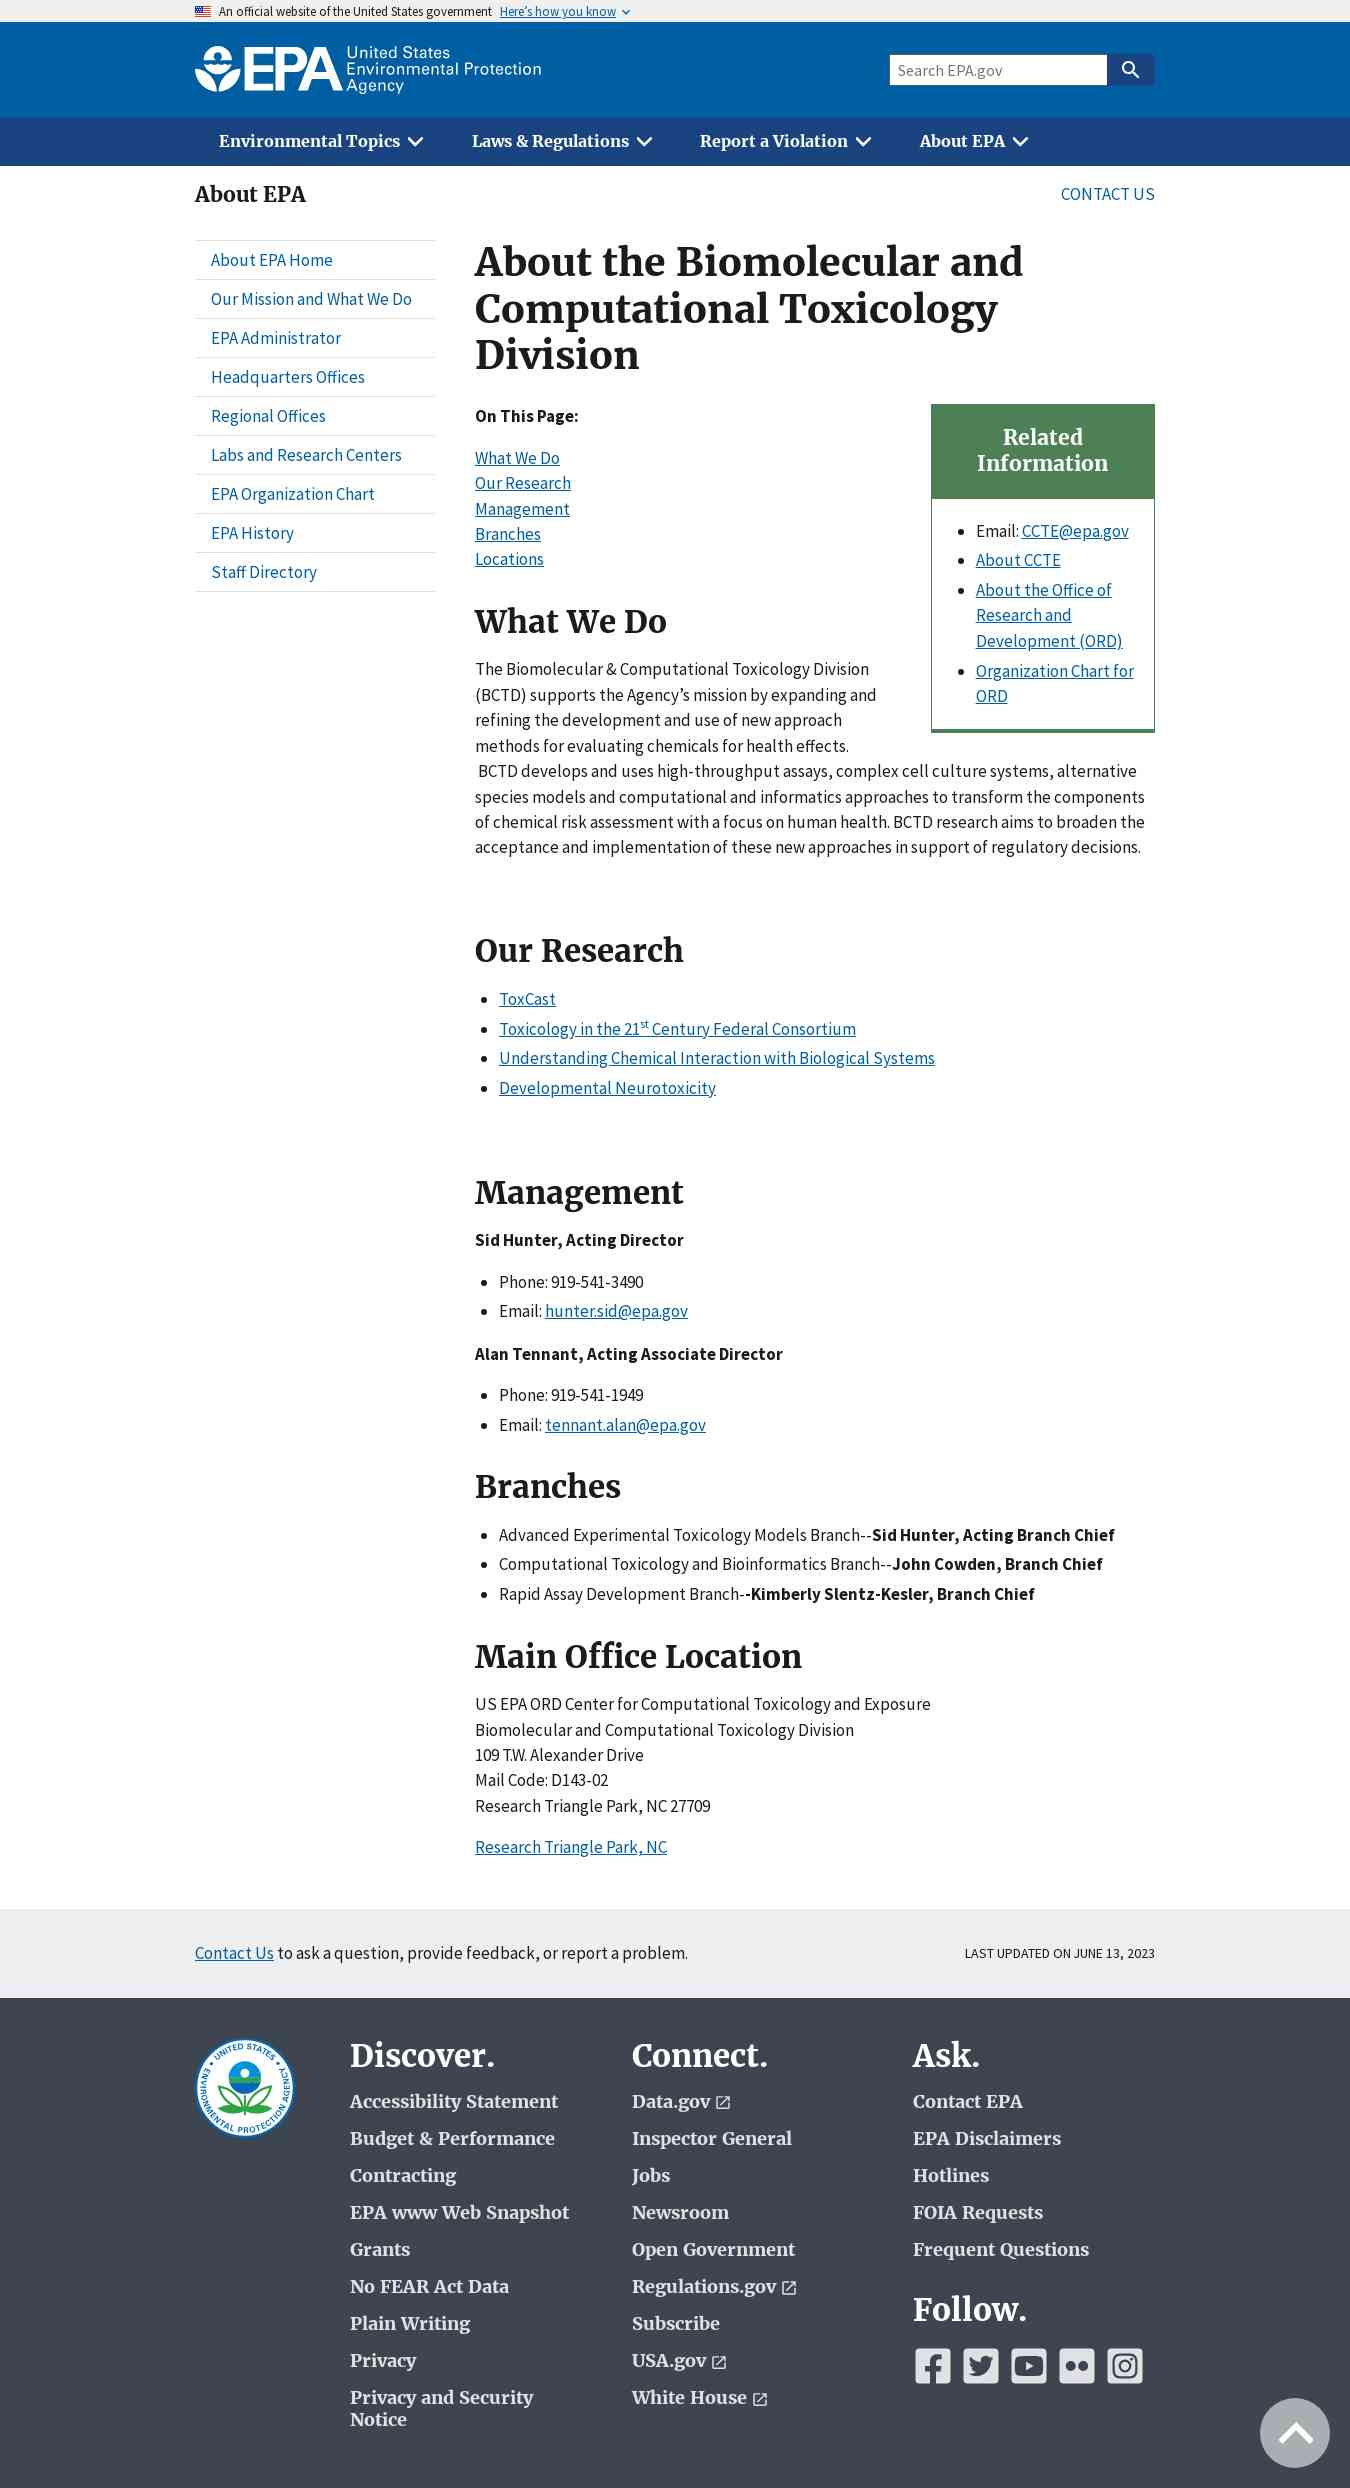 An official website of the United States government Here’s how you know
EPA United States
Environmental Protection
Agency
Search EPA.gov
Environmental Topics Laws & Regulations Report a Violation About EPA
About EPA
CONTACT US
About EPA Home
Our Mission and What We Do
EPA Administrator
Headquarters Offices
Regional Offices
Labs and Research Centers
EPA Organization Chart
EPA History
Staff Directory
About the Biomolecular and
Computational Toxicology
Division
On This Page:
What We Do
Our Research
Management
Branches
Locations
Related
Information
Email: CCTE@epa.gov
About CCTE
About the Office of
Research and
Development (ORD)
Organization Chart for
ORD
What We Do
The Biomolecular & Computational Toxicology Division
(BCTD) supports the Agency’s mission by expanding and
refining the development and use of new approach
methods for evaluating chemicals for health effects.
BCTD develops and uses high-throughput assays, complex cell culture systems, alternative
species models and computational and informatics approaches to transform the components
of chemical risk assessment with a focus on human health. BCTD research aims to broaden the
acceptance and implementation of these new approaches in support of regulatory decisions.
Our Research
ToxCast
Toxicology in the 21st Century Federal Consortium
Understanding Chemical Interaction with Biological Systems
Developmental Neurotoxicity
Management
Sid Hunter, Acting Director
Phone: 919-541-3490
Email: hunter.sid@epa.gov
Alan Tennant, Acting Associate Director
Phone: 919-541-1949
Email: tennant.alan@epa.gov
Branches
Advanced Experimental Toxicology Models Branch--Sid Hunter, Acting Branch Chief
Computational Toxicology and Bioinformatics Branch--John Cowden, Branch Chief
Rapid Assay Development Branch--Kimberly Slentz-Kesler, Branch Chief
Main Office Location
US EPA ORD Center for Computational Toxicology and Exposure
Biomolecular and Computational Toxicology Division
109 T.W. Alexander Drive
Mail Code: D143-02
Research Triangle Park, NC 27709
Research Triangle Park, NC
Contact Us to ask a question, provide feedback, or report a problem.
LAST UPDATED ON JUNE 13, 2023
UNITED STATES
ENVIRONMENTAL PROTECTION AGENCY
Discover.
Accessibility Statement
Budget & Performance
Contracting
EPA www Web Snapshot
Grants
No FEAR Act Data
Plain Writing
Privacy
Privacy and Security
Notice
Connect.
Data.gov
Inspector General
Jobs
Newsroom
Open Government
Regulations.gov
Subscribe
USA.gov
White House
Ask.
Contact EPA
EPA Disclaimers
Hotlines
FOIA Requests
Frequent Questions
Follow.